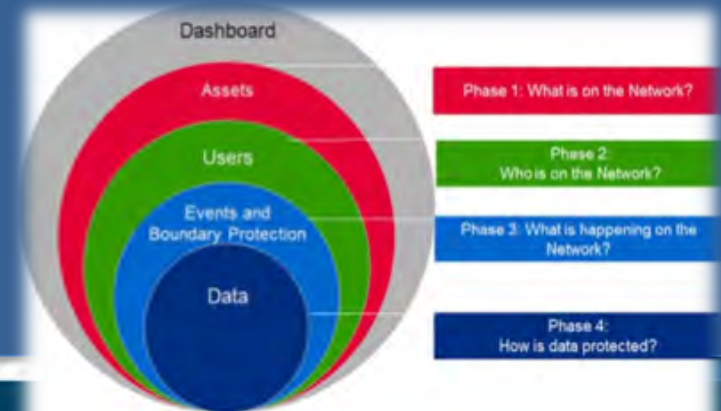 Dashboard
Assets
Phase 1: What is on the Network?
Users
Phase 2:
Who is on the Network?
Events and
Boundary Protection
Phase 3: What is happening on the
Network?
Data
Phase 4:
How is data protected?